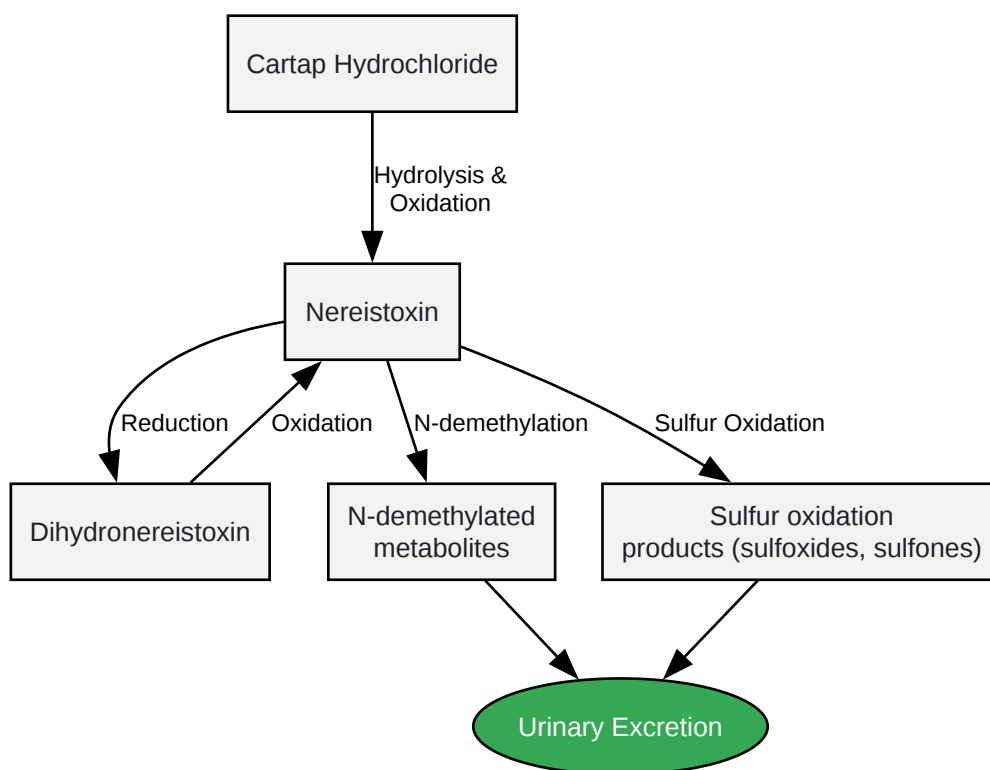 Cartap Hydrochloride
Hydrolysis &
Oxidation
Nereistoxin
Reduction
Oxidation
N-demethylation
Sulfur Oxidation
Dihydronereistoxin
N-demethylated
metabolites
Sulfur oxidation
products (sulfoxides, sulfones)
Urinary Excretion